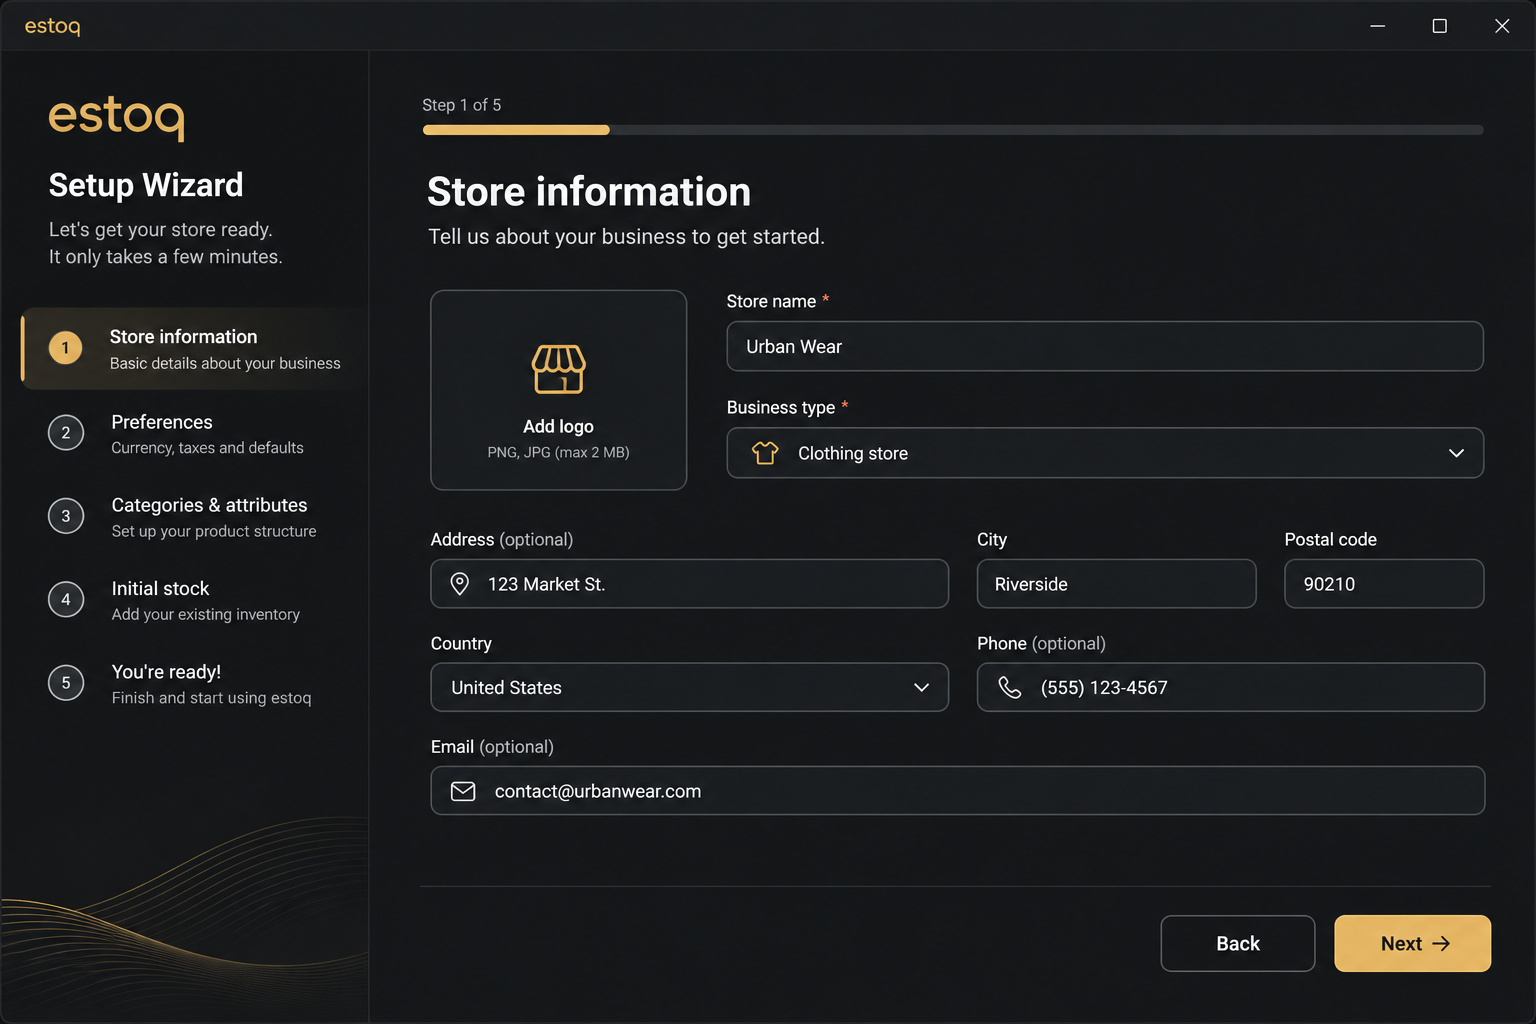 estoq
estoq
Setup Wizard
Let's get your store ready.
It only takes a few minutes.
1
Store information
Basic details about your business
2
Preferences
Currency, taxes and defaults
3
Categories & attributes
Set up your product structure
4
Initial stock
Add your existing inventory
5
You're ready!
Finish and start using estoq
Step 1 of 5
Store information
Tell us about your business to get started.
Add logo
PNG, JPG (max 2 MB)
Store name *
Urban Wear
Business type *
Clothing store
Address (optional)
123 Market St.
City
Riverside
Postal code
90210
Country
United States
Phone (optional)
(555) 123-4567
Email (optional)
contact@urbanwear.com
Back
Next →